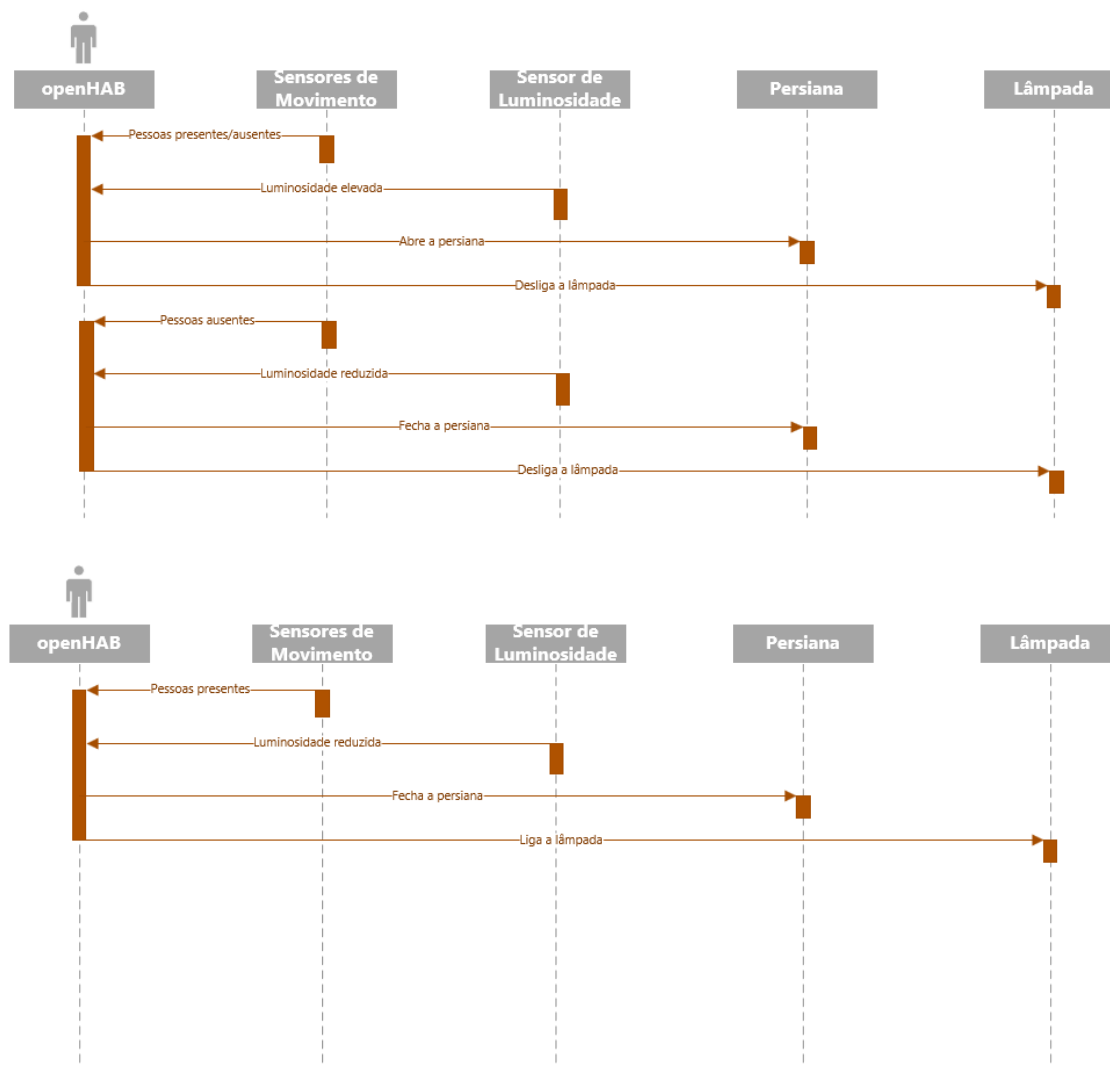 openHAB
Sensores de
Movimento
Sensor de
Luminosidade
Persiana
Lâmpada
Pessoas presentes/ausentes
Luminosidade elevada
Abre a persiana
Desliga a lâmpada
Pessoas ausentes
Luminosidade reduzida
Fecha a persiana
Desliga a lâmpada
openHAB
Sensores de
Movimento
Sensor de
Luminosidade
Persiana
Lâmpada
Pessoas presentes
Luminosidade reduzida
Fecha a persiana
Liga a lâmpada